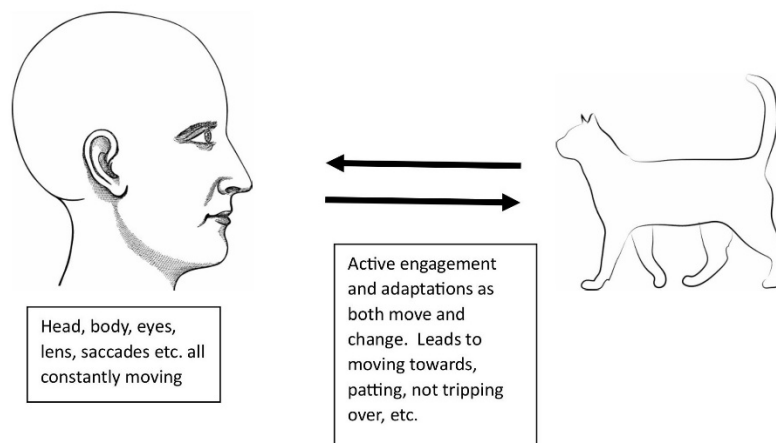 Head, body, eyes,
lens, saccades etc. all
constantly moving
Active engagement
and adaptations as
both move and
change.  Leads to
moving towards,
patting, not tripping
over, etc.